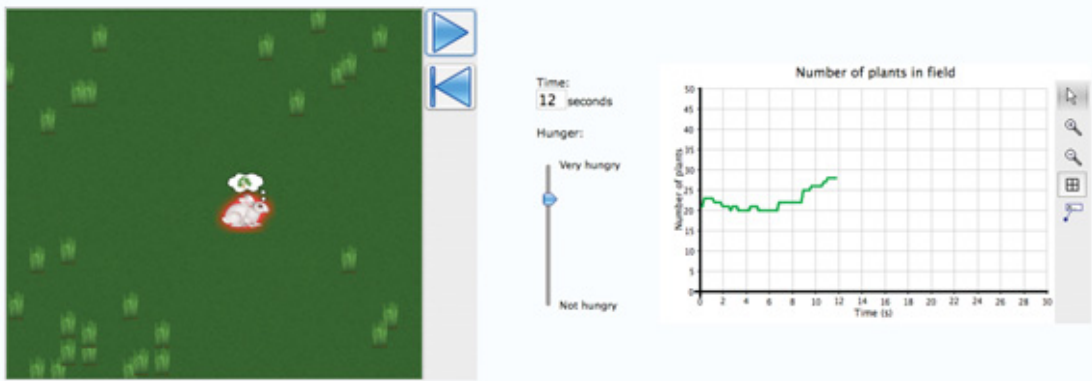 Time:
12 seconds
Hunger:
Very hungry
Not hungry
Number of plants in field
Number of plants
50
45
40
35
30
25
20
15
10
5
0
0 2 4 6 8 10 12 14 16 18 20 22 24 26 28 30
Time (s)